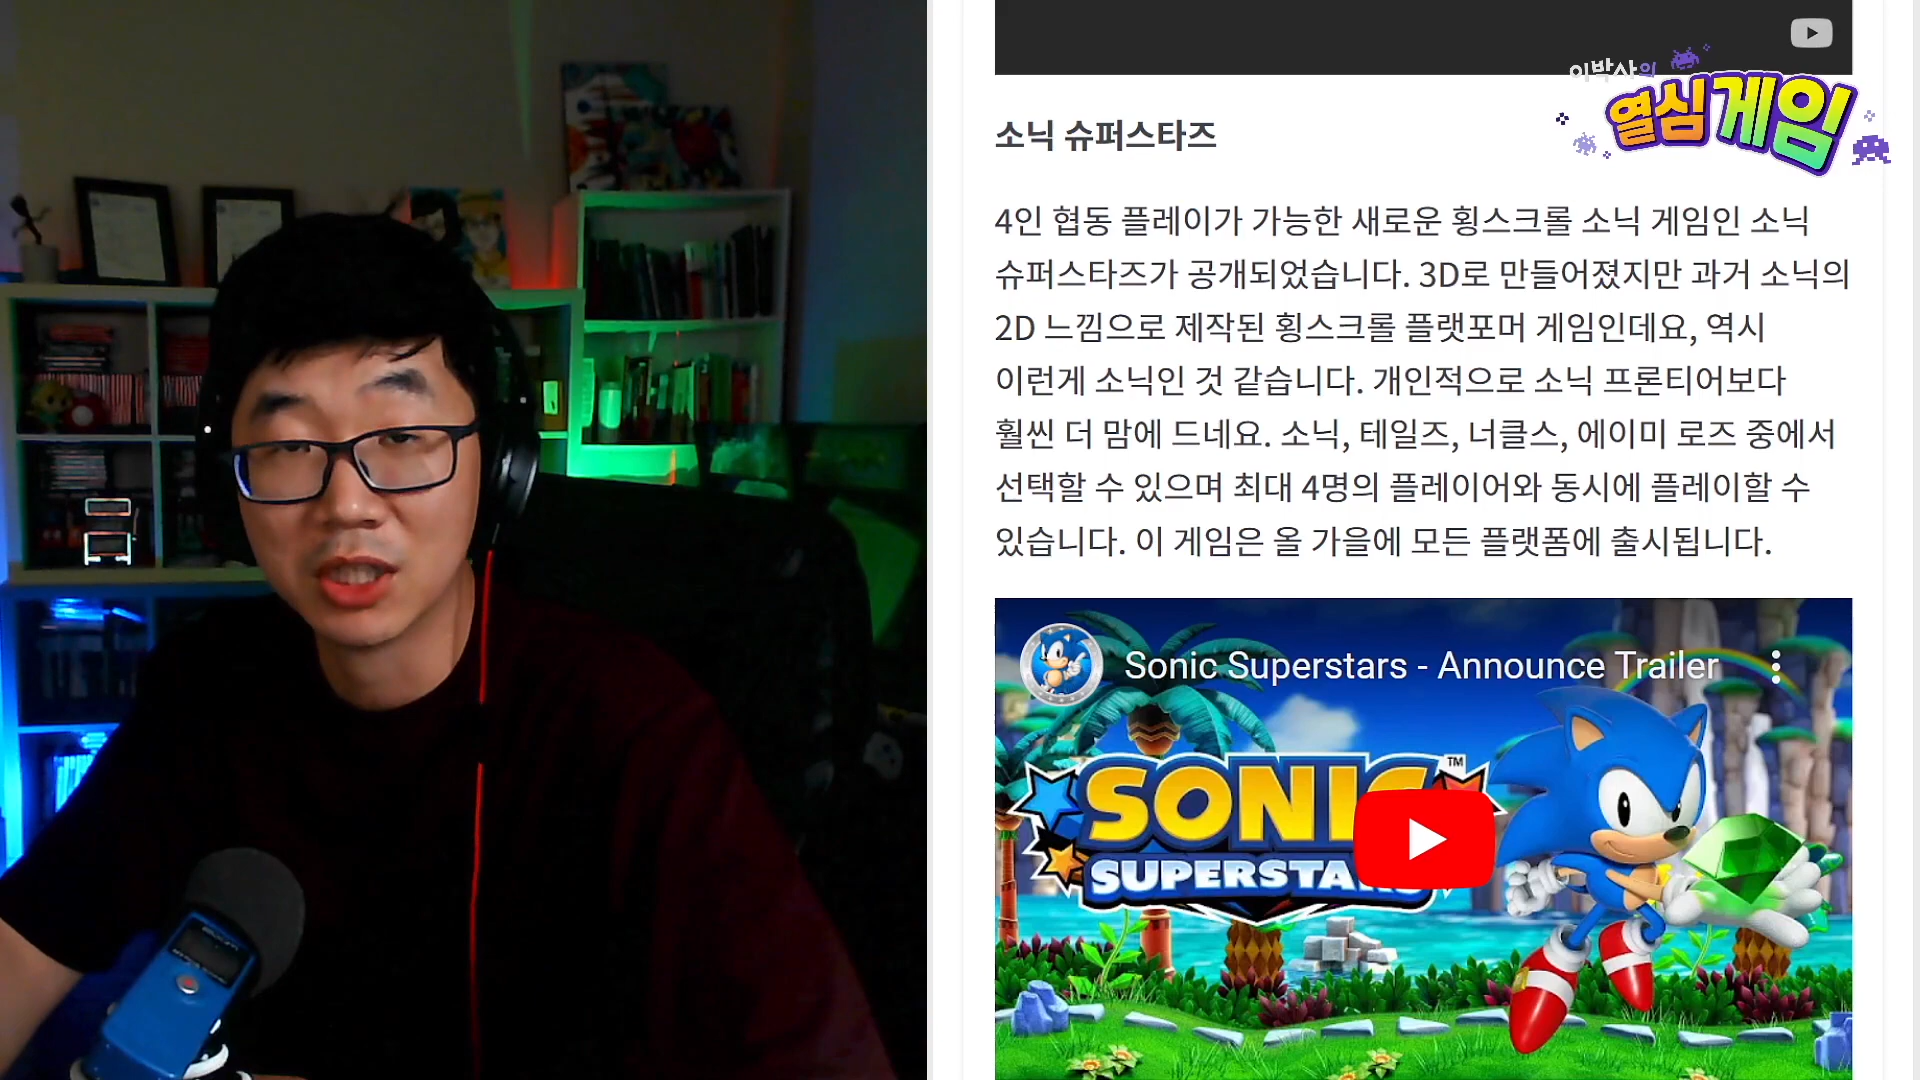 이박사의
열심게임
소닉 슈퍼스타즈
4인 협동 플레이가 가능한 새로운 횡스크롤 소닉 게임인 소닉
슈퍼스타즈가 공개되었습니다. 3D로 만들어졌지만 과거 소닉의
2D 느낌으로 제작된 횡스크롤 플랫포머 게임인데요, 역시
이런게 소닉인 것 같습니다. 개인적으로 소닉 프론티어보다
훨씬 더 맘에 드네요. 소닉, 테일즈, 너클스, 에이미 로즈 중에서
선택할 수 있으며 최대 4명의 플레이어와 동시에 플레이할 수
있습니다. 이 게임은 올 가을에 모든 플랫폼에 출시됩니다.
Sonic Superstars - Announce Trailer
SONIC
TM
SUPERSTARS